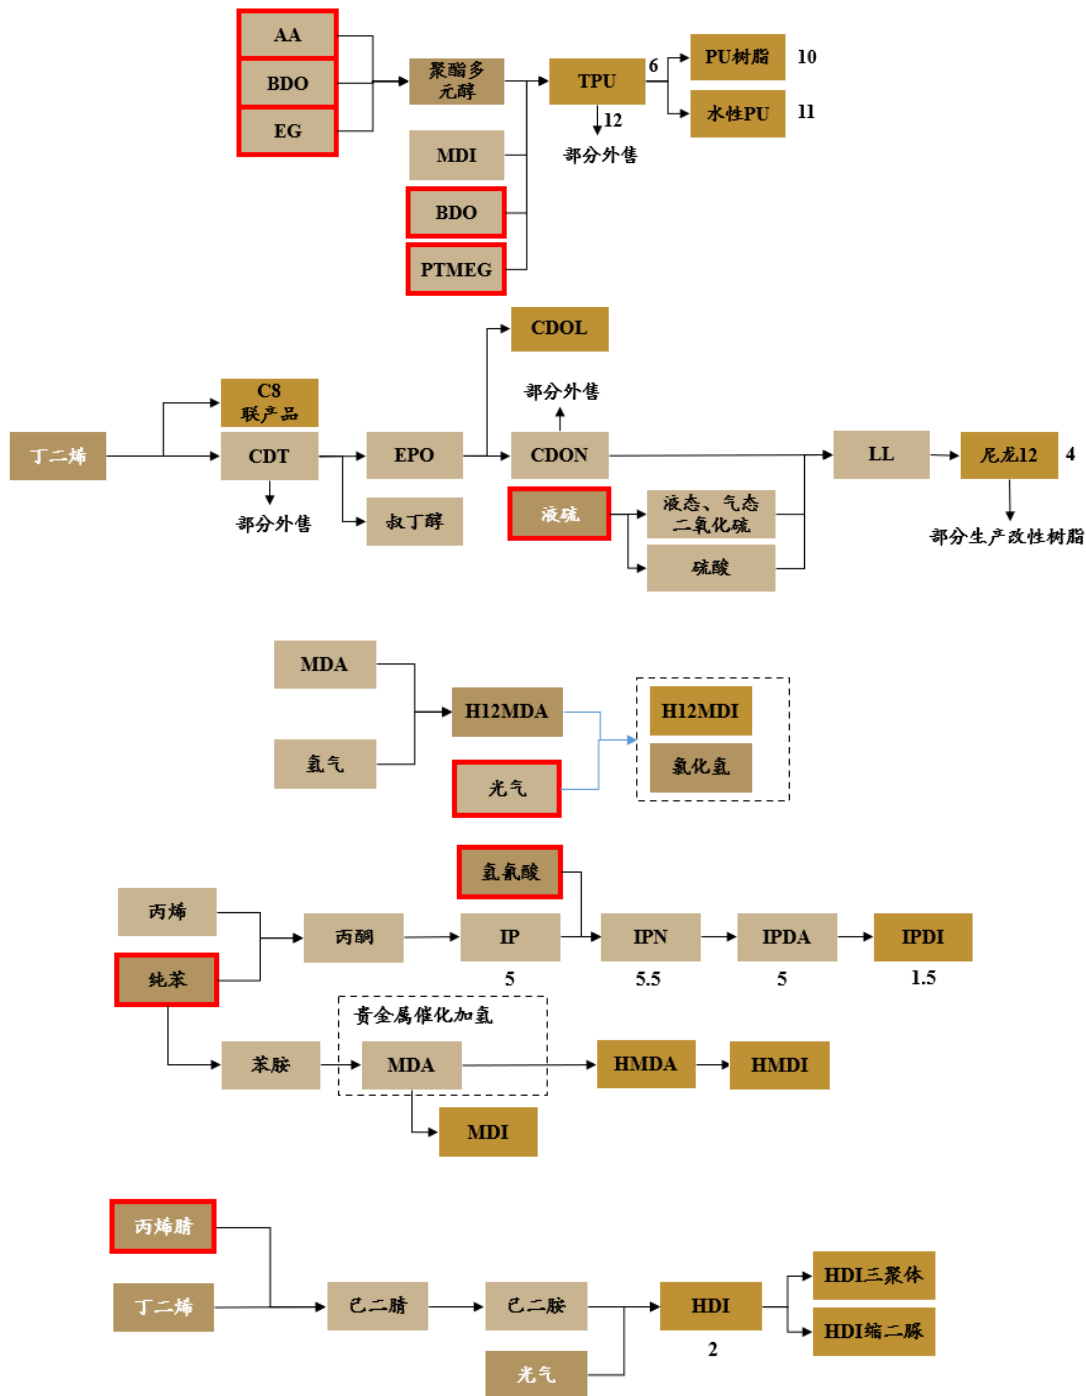 AA
BDO
EG
聚酯多
元醇
MDI
BDO
PTMEG
TPU
6
12
部分外售
PU树脂
10
水性PU
11
CDOL
部分外售
C8
联产品
丁二烯
CDT
部分外售
EPO
叔丁醇
CDON
液硫
液态、气态
二氧化硫
硫酸
LL
尼龙12
4
部分生产改性树脂
MDA
氢气
H12MDA
光气
H12MDI
氯化氢
氢氰酸
丙烯
纯苯
丙酮
IP
5
IPN
5.5
IPDA
5
IPDI
1.5
贵金属催化加氢
苯胺
MDA
HMDA
HMDI
MDI
丙烯腈
丁二烯
己二腈
己二胺
光气
HDI
2
HDI三聚体
HDI缩二脲